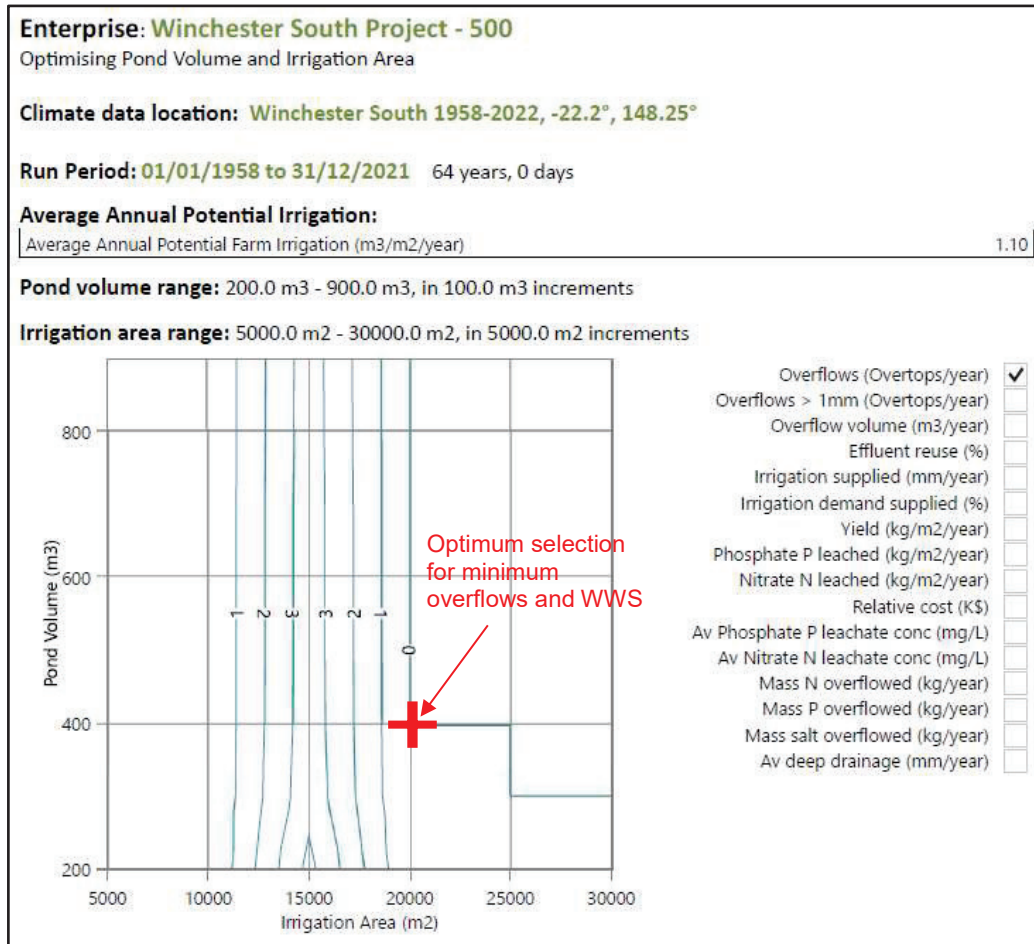 Enterprise: Winchester South Project - 500
Optimising Pond Volume and Irrigation Area
Climate data location: Winchester South 1958-2022, -22.2°, 148.25°
Run Period: 01/01/1958 to 31/12/2021 64 years, 0 days
Average Annual Potential Irrigation:
Average Annual Potential Farm Irrigation (m3/m2/year) 1.10
Pond volume range: 200.0 m3 - 900.0 m3, in 100.0 m3 increments
Irrigation area range: 5000.0 m2 - 30000.0 m2, in 5000.0 m2 increments
Overflows (Overtops/year) ✓
Overflows > 1mm (Overtops/year)
Overflow volume (m3/year)
Effluent reuse (%)
Irrigation supplied (mm/year)
Irrigation demand supplied (%)
Yield (kg/m2/year)
Phosphate P leached (kg/m2/year)
Nitrate N leached (kg/m2/year)
Relative cost (K$)
Av Phosphate P leachate conc (mg/L)
Av Nitrate N leachate conc (mg/L)
Mass N overflowed (kg/year)
Mass P overflowed (kg/year)
Mass salt overflowed (kg/year)
Av deep drainage (mm/year)
Pond Volume (m3)
800
600
400
200
Optimum selection
for minimum
overflows and WWS
1 2 3 3 2 1 0
5000 10000 15000 20000 25000 30000
Irrigation Area (m2)